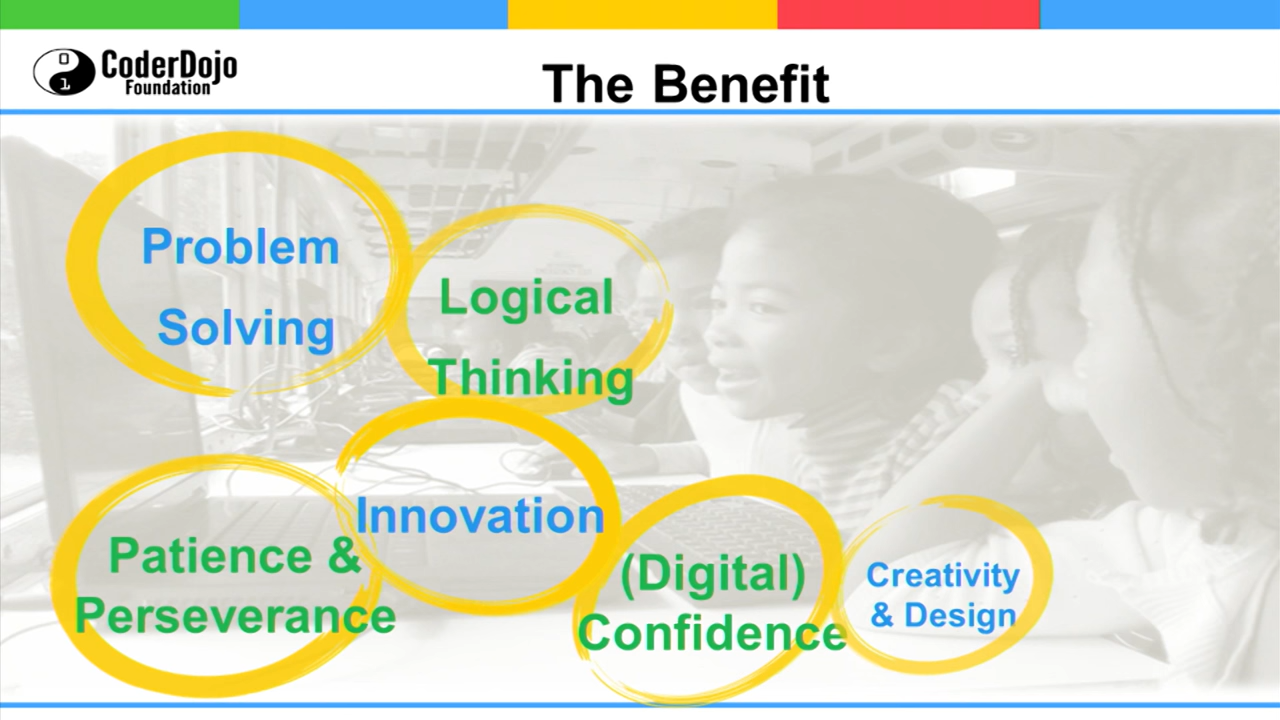 CoderDojo
Foundation
The Benefit
Problem
Solving
Logical
Thinking
Innovation
Patience &
Perseverance
(Digital)
Confidence
Creativity
& Design